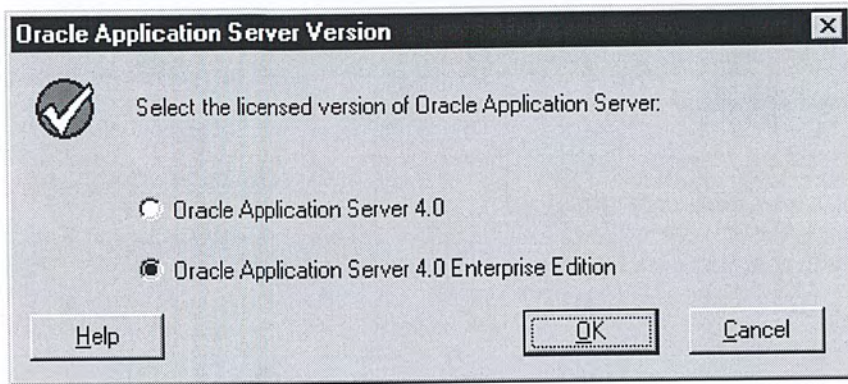 Oracle Application Server Version
Select the licensed version of Oracle Application Server:
Oracle Application Server 4.0
Oracle Application Server 4.0 Enterprise Edition
Help
OK
Cancel